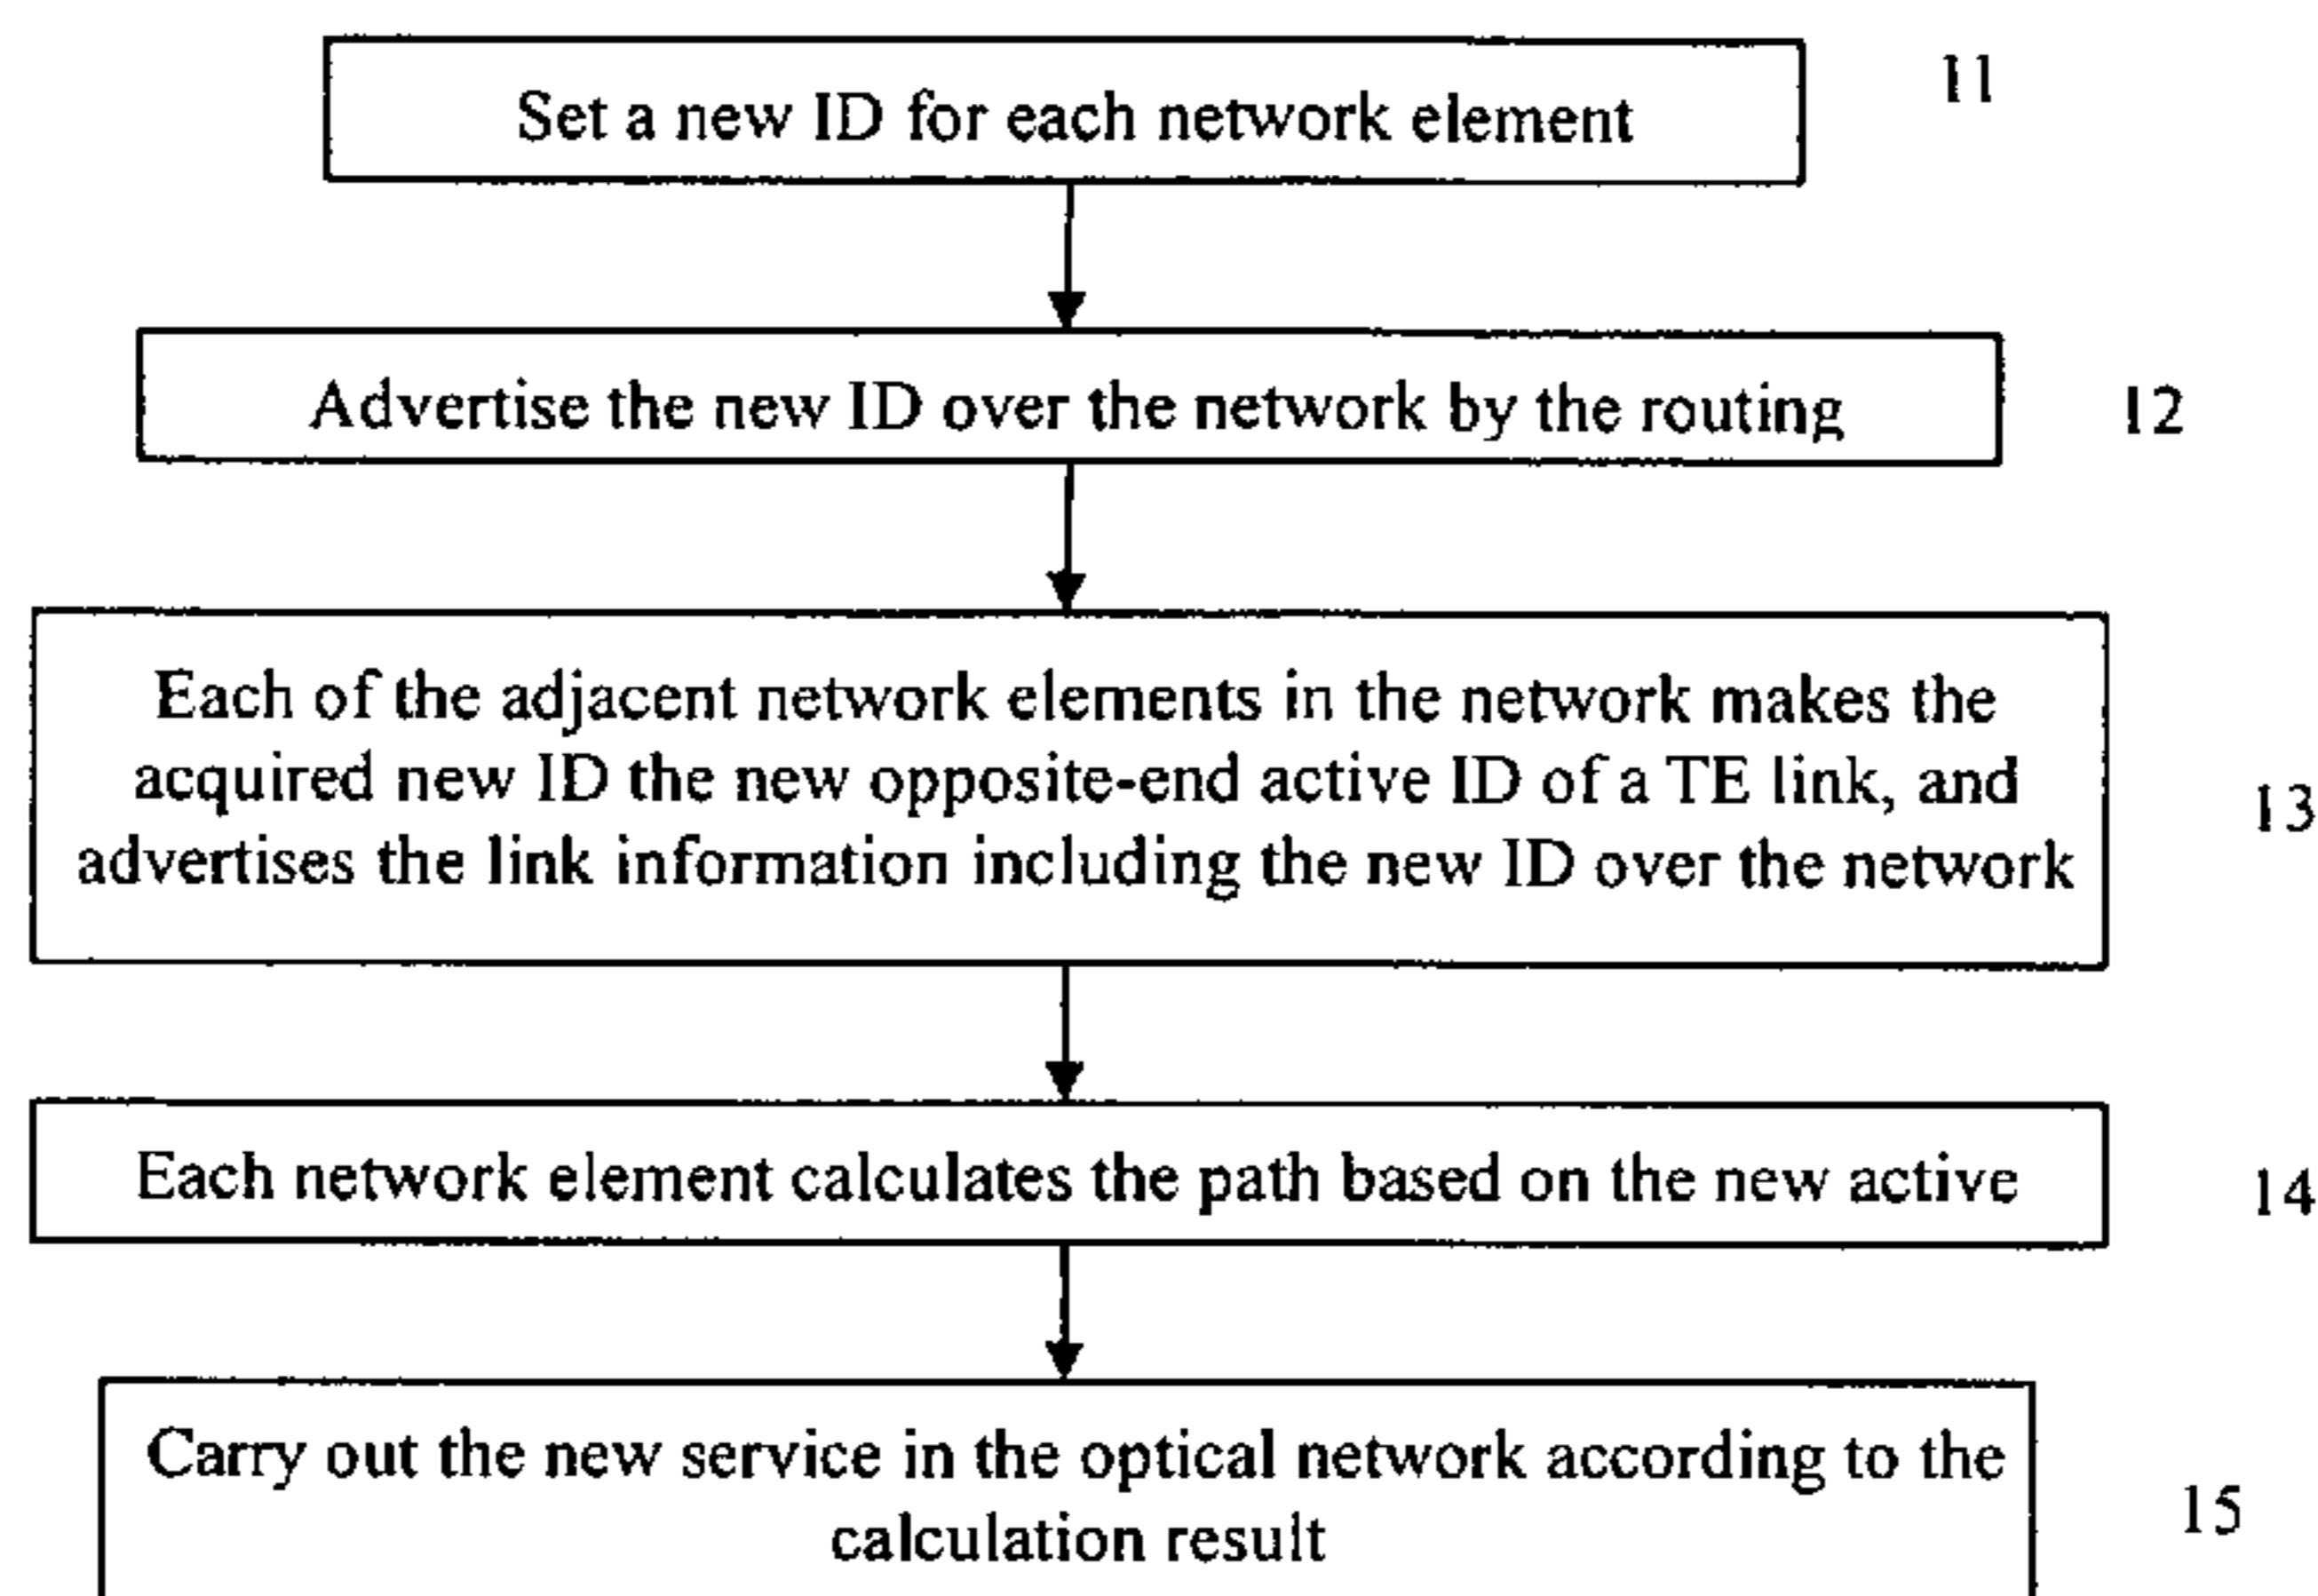 Set a new ID for each network element
11
Advertise the new ID over the network by the routing
12
Each of the adjacent network elements in the network makes the
acquired new ID the new opposite-end active ID of a TE link, and
advertises the link information including the new ID over the network
13
Each network element calculates the path based on the new active
14
Carry out the new service in the optical network according to the
calculation result
15